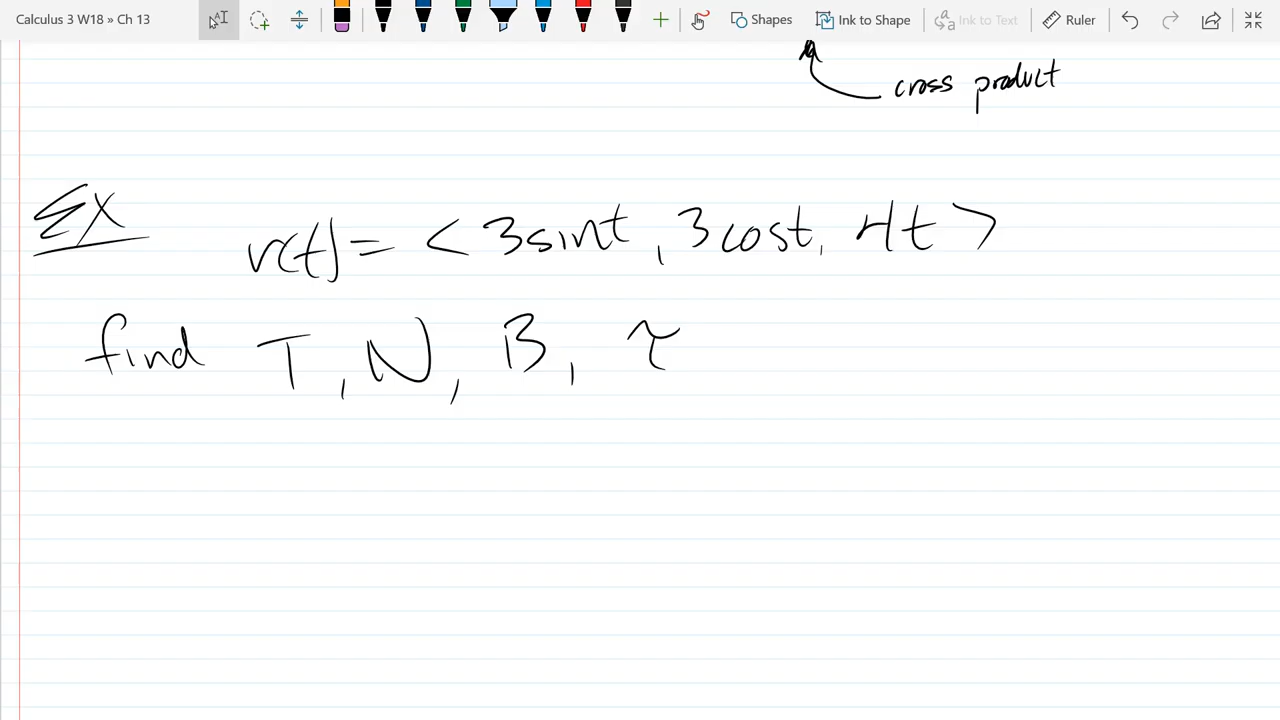 Calculus 3 W18 » Ch 13
Shapes
Ink to Shape
Ink to Text
Ruler
cross product
Ex r(t) = < 3sint, 3cost, 4t >
find T, N, B, τ